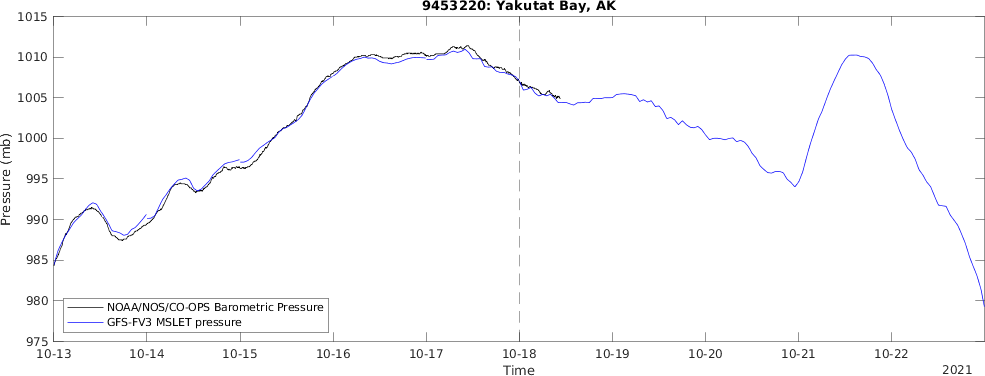 9453220: Yakutat Bay, AK
1015
1010
1005
1000
995
990
985
980
975
Pressure (mb)
NOAA/NOS/CO-OPS Barometric Pressure
GFS-FV3 MSLET pressure
10-13 10-14 10-15 10-16 10-17 10-18 10-19 10-20 10-21 10-22
Time
2021